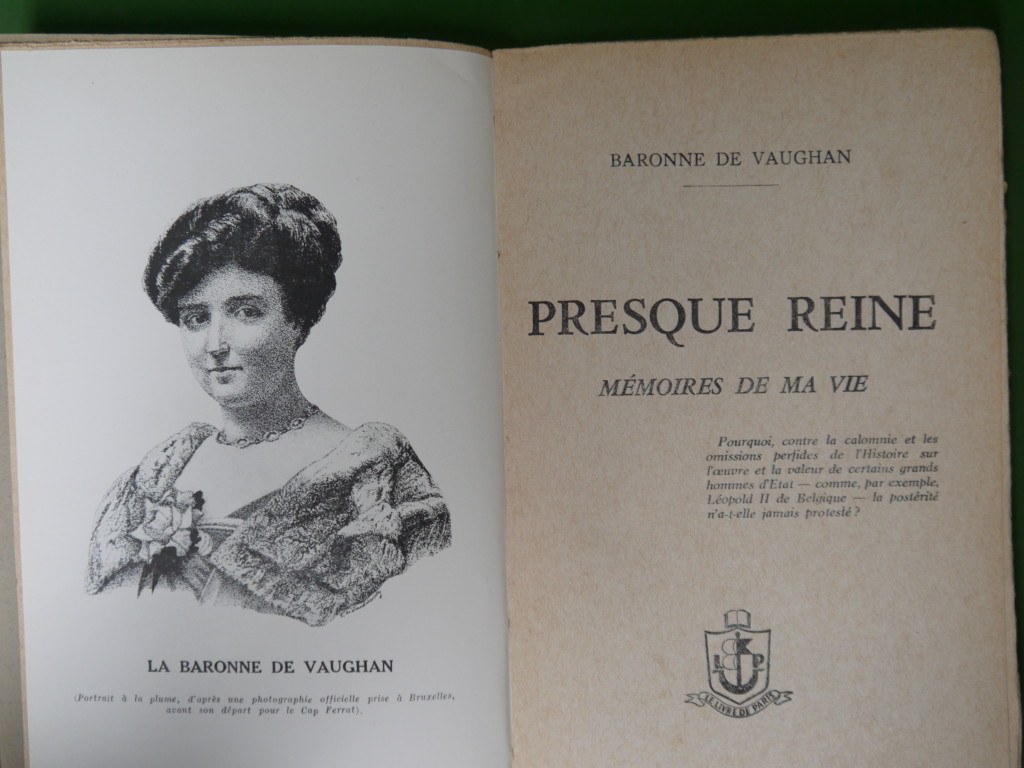 LA BARONNE DE VAUGHAN
(Portrait à la plume, d'après une photographie officielle prise à Bruxelles,
avant son départ pour le Cap Ferrat).
BARONNE DE VAUGHAN
PRESQUE REINE
MÉMOIRES DE MA VIE
Pourquoi, contre la calomnie et les
omissions perfides de l'Histoire sur
l'œuvre et la valeur de certains grands
hommes d'Etat — comme, par exemple,
Léopold II de Belgique — la postérité
n'a-t-elle jamais protesté ?
L P
LE LIVRE DE PARIS